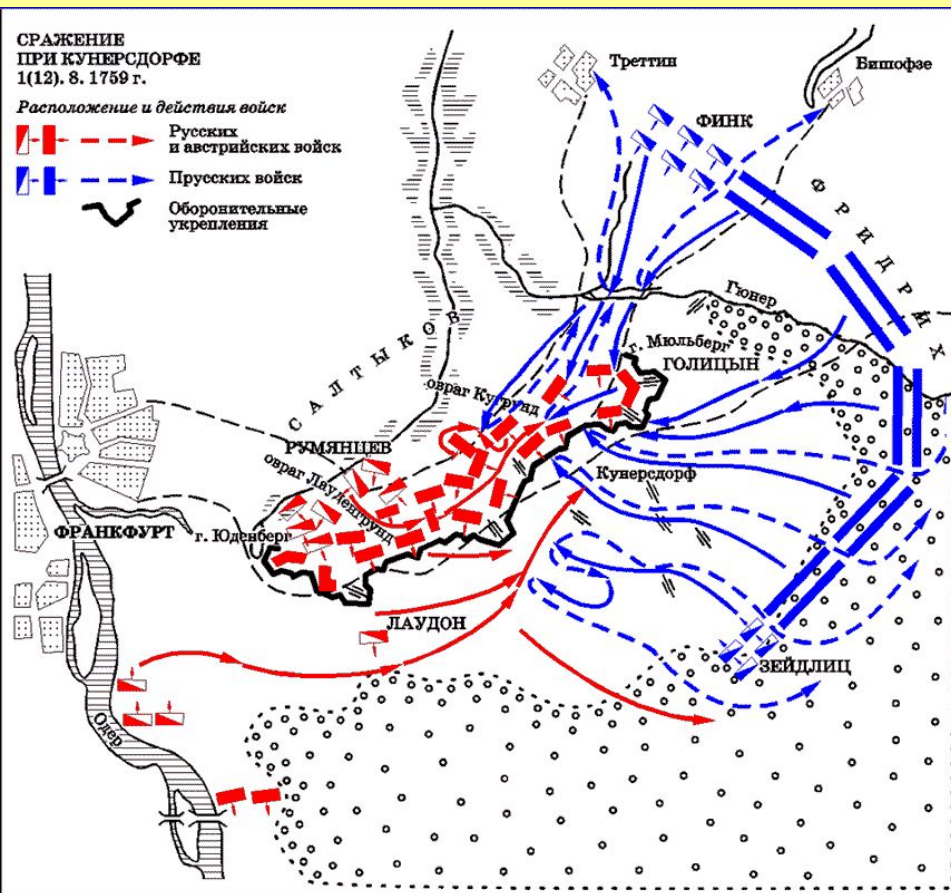 СРАЖЕНИЕ
ПРИ КУНЕРСДОРФЕ
1(12). 8. 1759 г.
Расположение и действия войск
Русских
и австрийских войск
Прусских войск
Оборонительные
укрепления
Треттин
Бишофзе
ФИНК
ФРИДРИХ
Гюнер
г. Мюльберг
ГОЛИЦЫН
САЛТЫКОВ
овраг Кугрунд
РУМЯНЦЕВ
овраг Лауденгрунд
Кунерсдорф
ФРАНКФУРТ
г. Юденберг
ЛАУДОН
ЗЕЙДЛИЦ
Одер